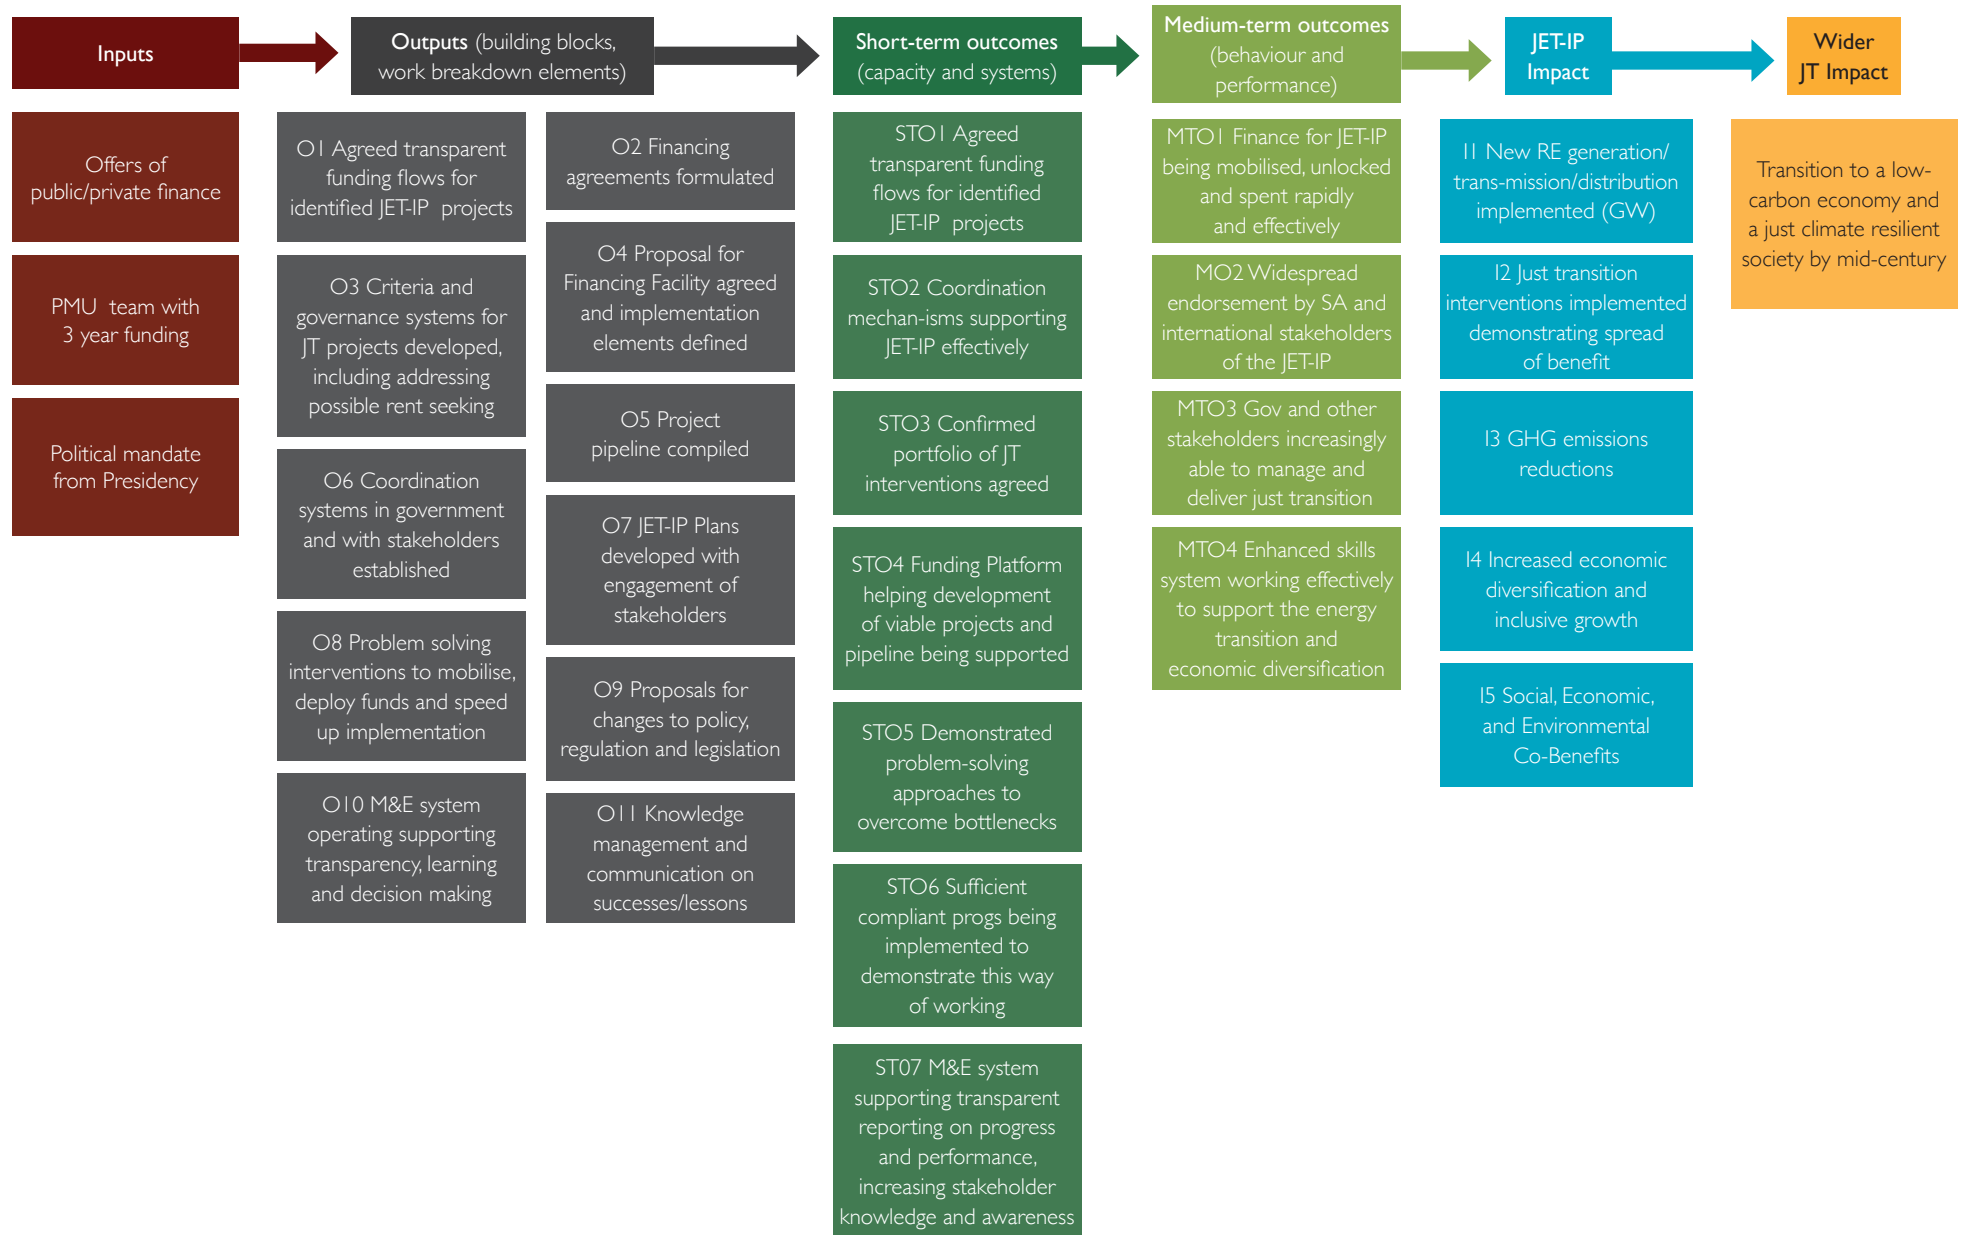 Inputs
Outputs (building blocks,
work breakdown elements)
Short-term outcomes
(capacity and systems)
Medium-term outcomes
(behaviour and
performance)
JET-IP
Impact
Wider
JT Impact
Offers of
public/private finance
PMU team with
3 year funding
Political mandate
from Presidency
O1 Agreed transparent
funding flows for
identified JET-IP projects
O2 Financing
agreements formulated
O3 Criteria and
governance systems for
JT projects developed,
including addressing
possible rent seeking
O4 Proposal for
Financing Facility agreed
and implementation
elements defined
O5 Project
pipeline compiled
O6 Coordination
systems in government
and with stakeholders
established
O7 JET-IP Plans
developed with
engagement of
stakeholders
O8 Problem solving
interventions to mobilise,
deploy funds and speed
up implementation
O9 Proposals for
changes to policy,
regulation and legislation
O10 M&E system
operating supporting
transparency, learning
and decision making
O11 Knowledge
management and
communication on
successes/lessons
STO1 Agreed
transparent funding
flows for identified
JET-IP projects
STO2 Coordination
mechan-isms supporting
JET-IP effectively
STO3 Confirmed
portfolio of JT
interventions agreed
STO4 Funding Platform
helping development
of viable projects and
pipeline being supported
STO5 Demonstrated
problem-solving
approaches to
overcome bottlenecks
STO6 Sufficient
compliant progs being
implemented to
demonstrate this way
of working
ST07 M&E system
supporting transparent
reporting on progress
and performance,
increasing stakeholder
knowledge and awareness
MTO1 Finance for JET-IP
being mobilised, unlocked
and spent rapidly
and effectively
MO2 Widespread
endorsement by SA and
international stakeholders
of the JET-IP
MTO3 Gov and other
stakeholders increasingly
able to manage and
deliver just transition
MTO4 Enhanced skills
system working effectively
to support the energy
transition and
economic diversification
I1 New RE generation/
trans-mission/distribution
implemented (GW)
I2 Just transition
interventions implemented
demonstrating spread
of benefit
I3 GHG emissions
reductions
I4 Increased economic
diversification and
inclusive growth
I5 Social, Economic,
and Environmental
Co-Benefits
Transition to a low-
carbon economy and
a just climate resilient
society by mid-century